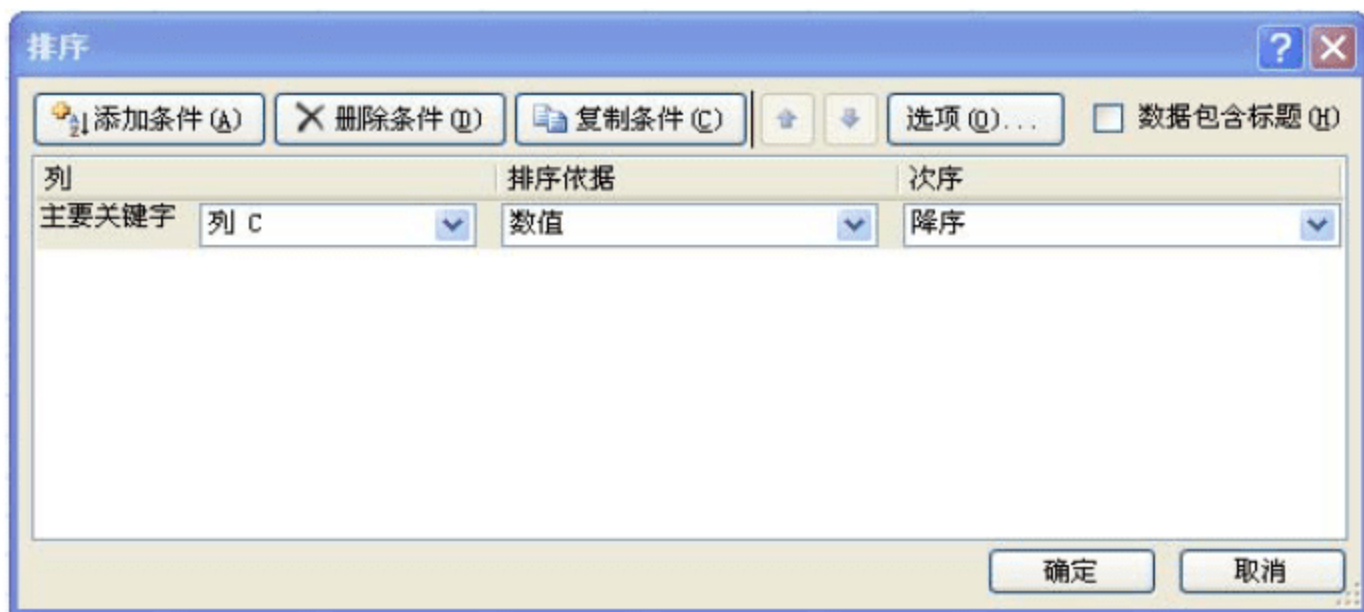 排序
添加条件(A) 删除条件(D) 复制条件(C) 选项(O)... 数据包含标题(H)
列 排序依据 次序
主要关键字 列 C 数值 降序
确定 取消